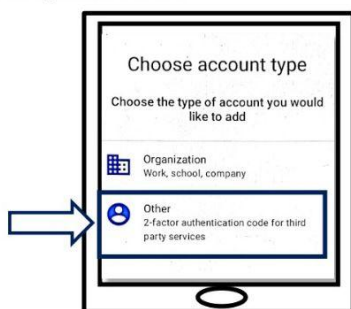 Choose account type
Choose the type of account you would
like to add
Organization
Work, school, company
Other
2-factor authentication code for third
party services